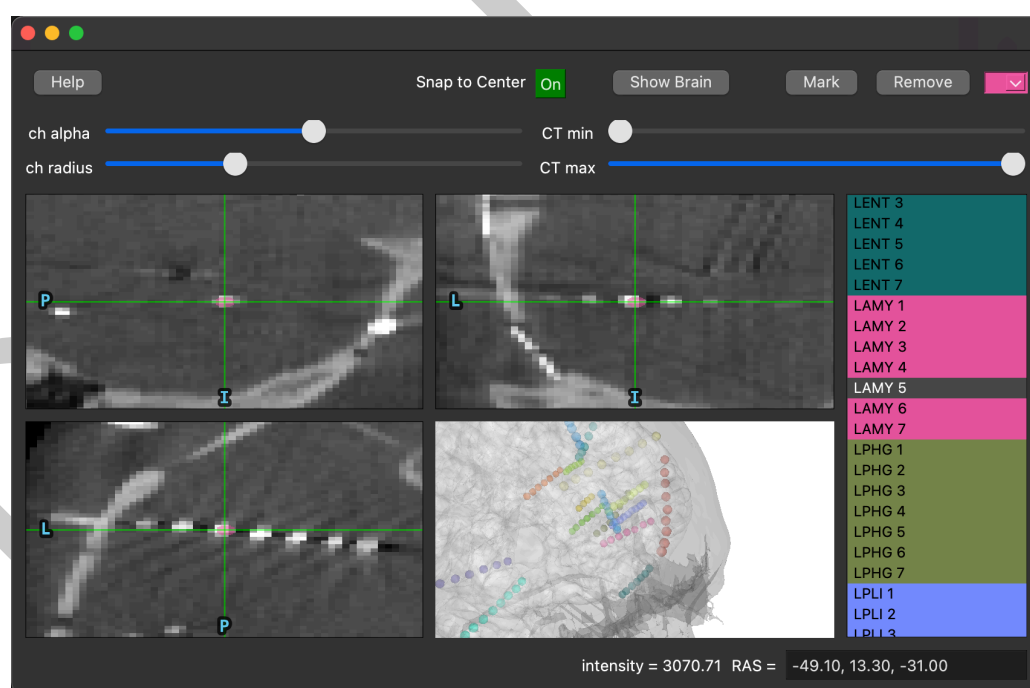 Help
Snap to Center On
Show Brain
Mark
Remove
ch alpha
CT min
ch radius
CT max
P
I
L
I
L
P
LENT 3
LENT 4
LENT 5
LENT 6
LENT 7
LAMY 1
LAMY 2
LAMY 3
LAMY 4
LAMY 5
LAMY 6
LAMY 7
LPHG 1
LPHG 2
LPHG 3
LPHG 4
LPHG 5
LPHG 6
LPHG 7
LPLI 1
LPLI 2
LPLI 3
intensity = 3070.71 RAS = -49.10, 13.30, -31.00